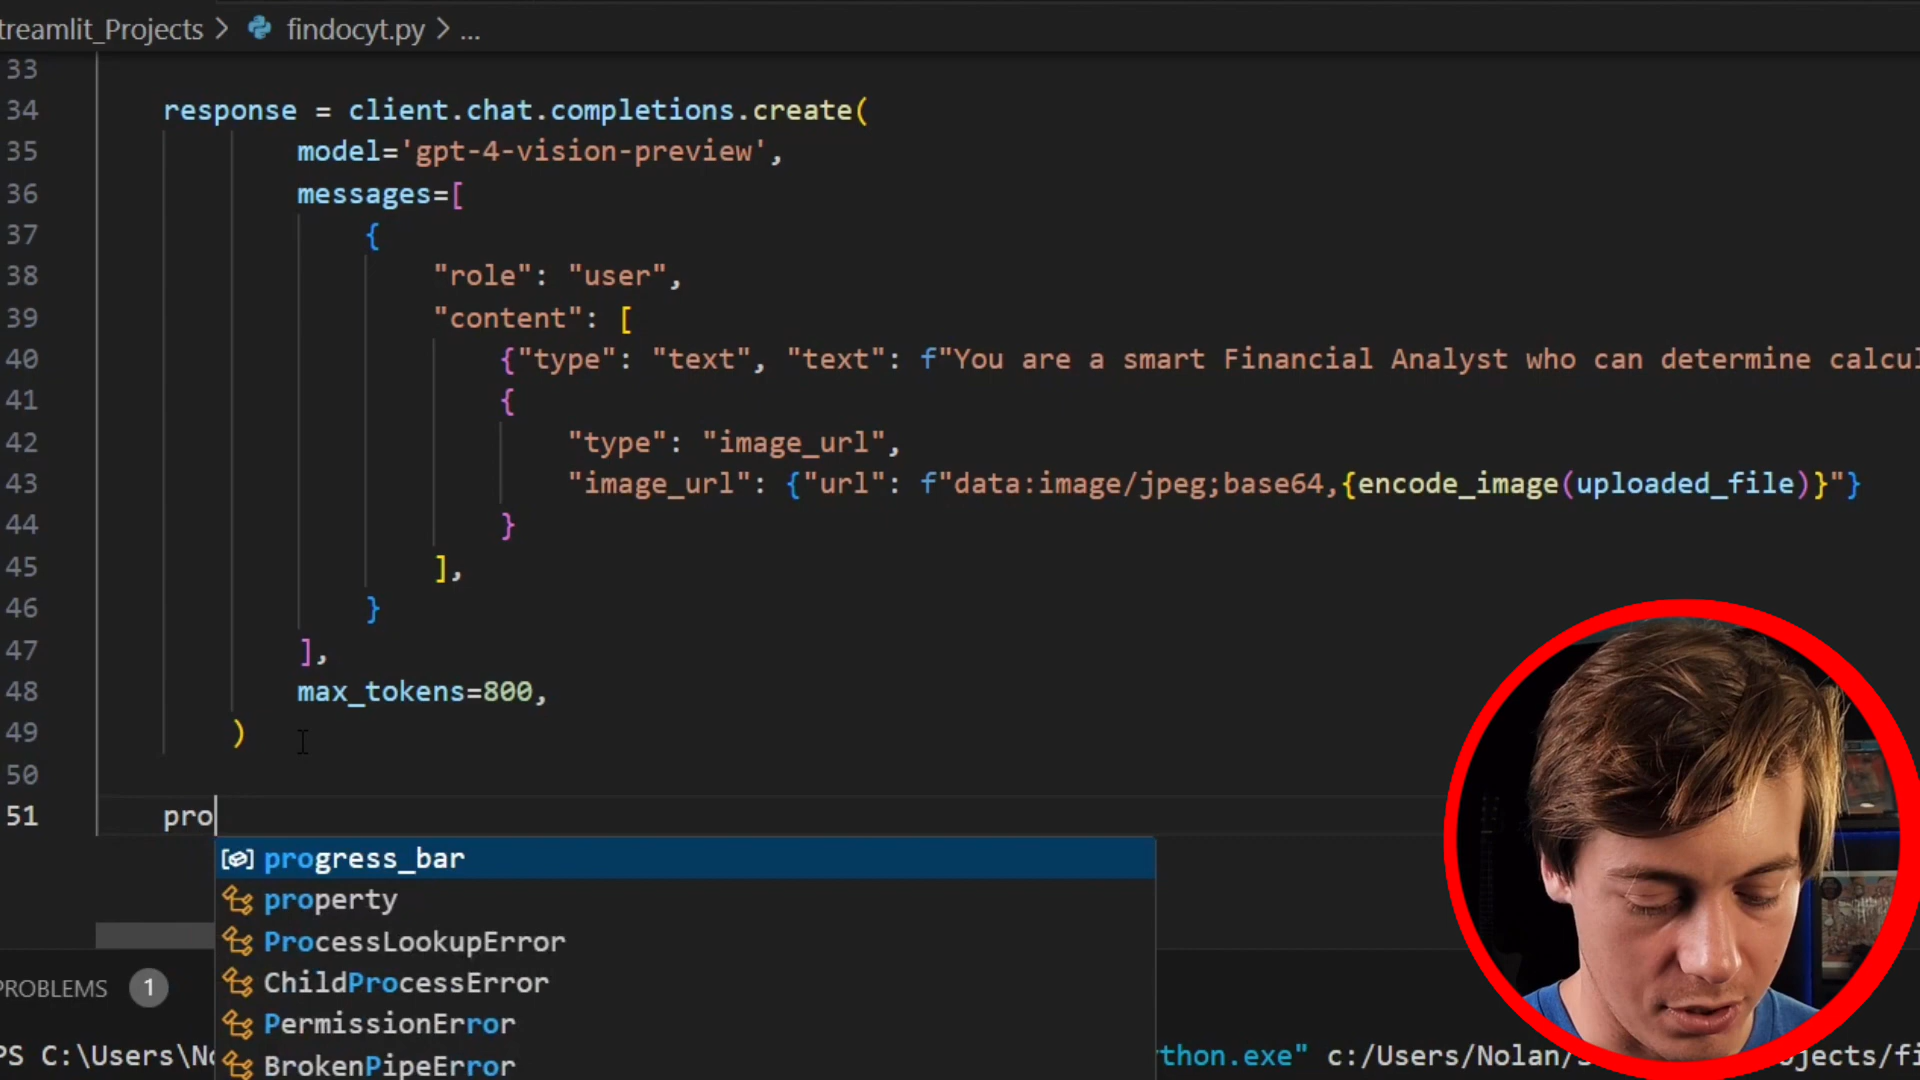 treamlit_Projects > findocyt.py > ...
33
34 response = client.chat.completions.create(
35 model='gpt-4-vision-preview',
36 messages=[
37 {
38 "role": "user",
39 "content": [
40 {"type": "text", "text": f"You are a smart Financial Analyst who can determine calcul
41 {
42 "type": "image_url",
43 "image_url": {"url": f"data:image/jpeg;base64,{encode_image(uploaded_file)}"}
44 }
45 ],
46 }
47 ],
48 max_tokens=800,
49 )
50
51 pro
progress_bar
property
ProcessLookupError
ChildProcessError
PermissionError
BrokenPipeError
PROBLEMS 1
PS C:\Users\No thon.exe" c:/Users/Nolan/S ojects/fi